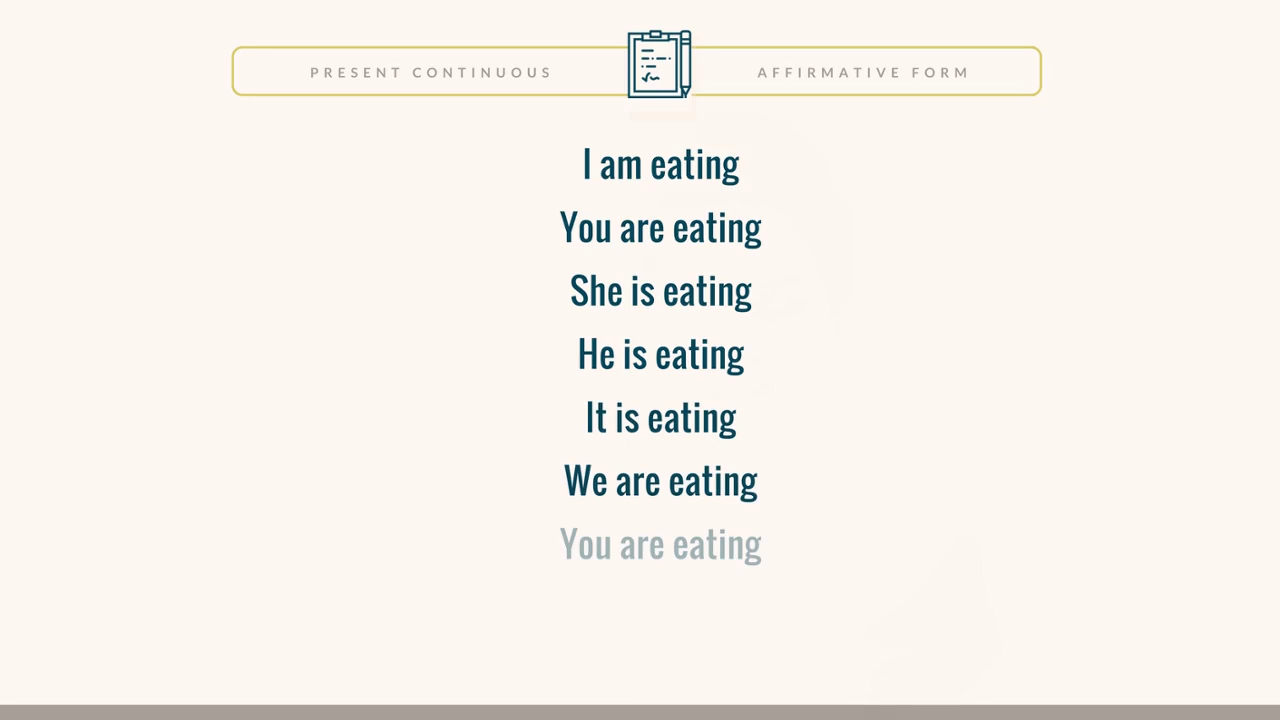 PRESENT CONTINUOUS
AFFIRMATIVE FORM
I am eating
You are eating
She is eating
He is eating
It is eating
We are eating
You are eating